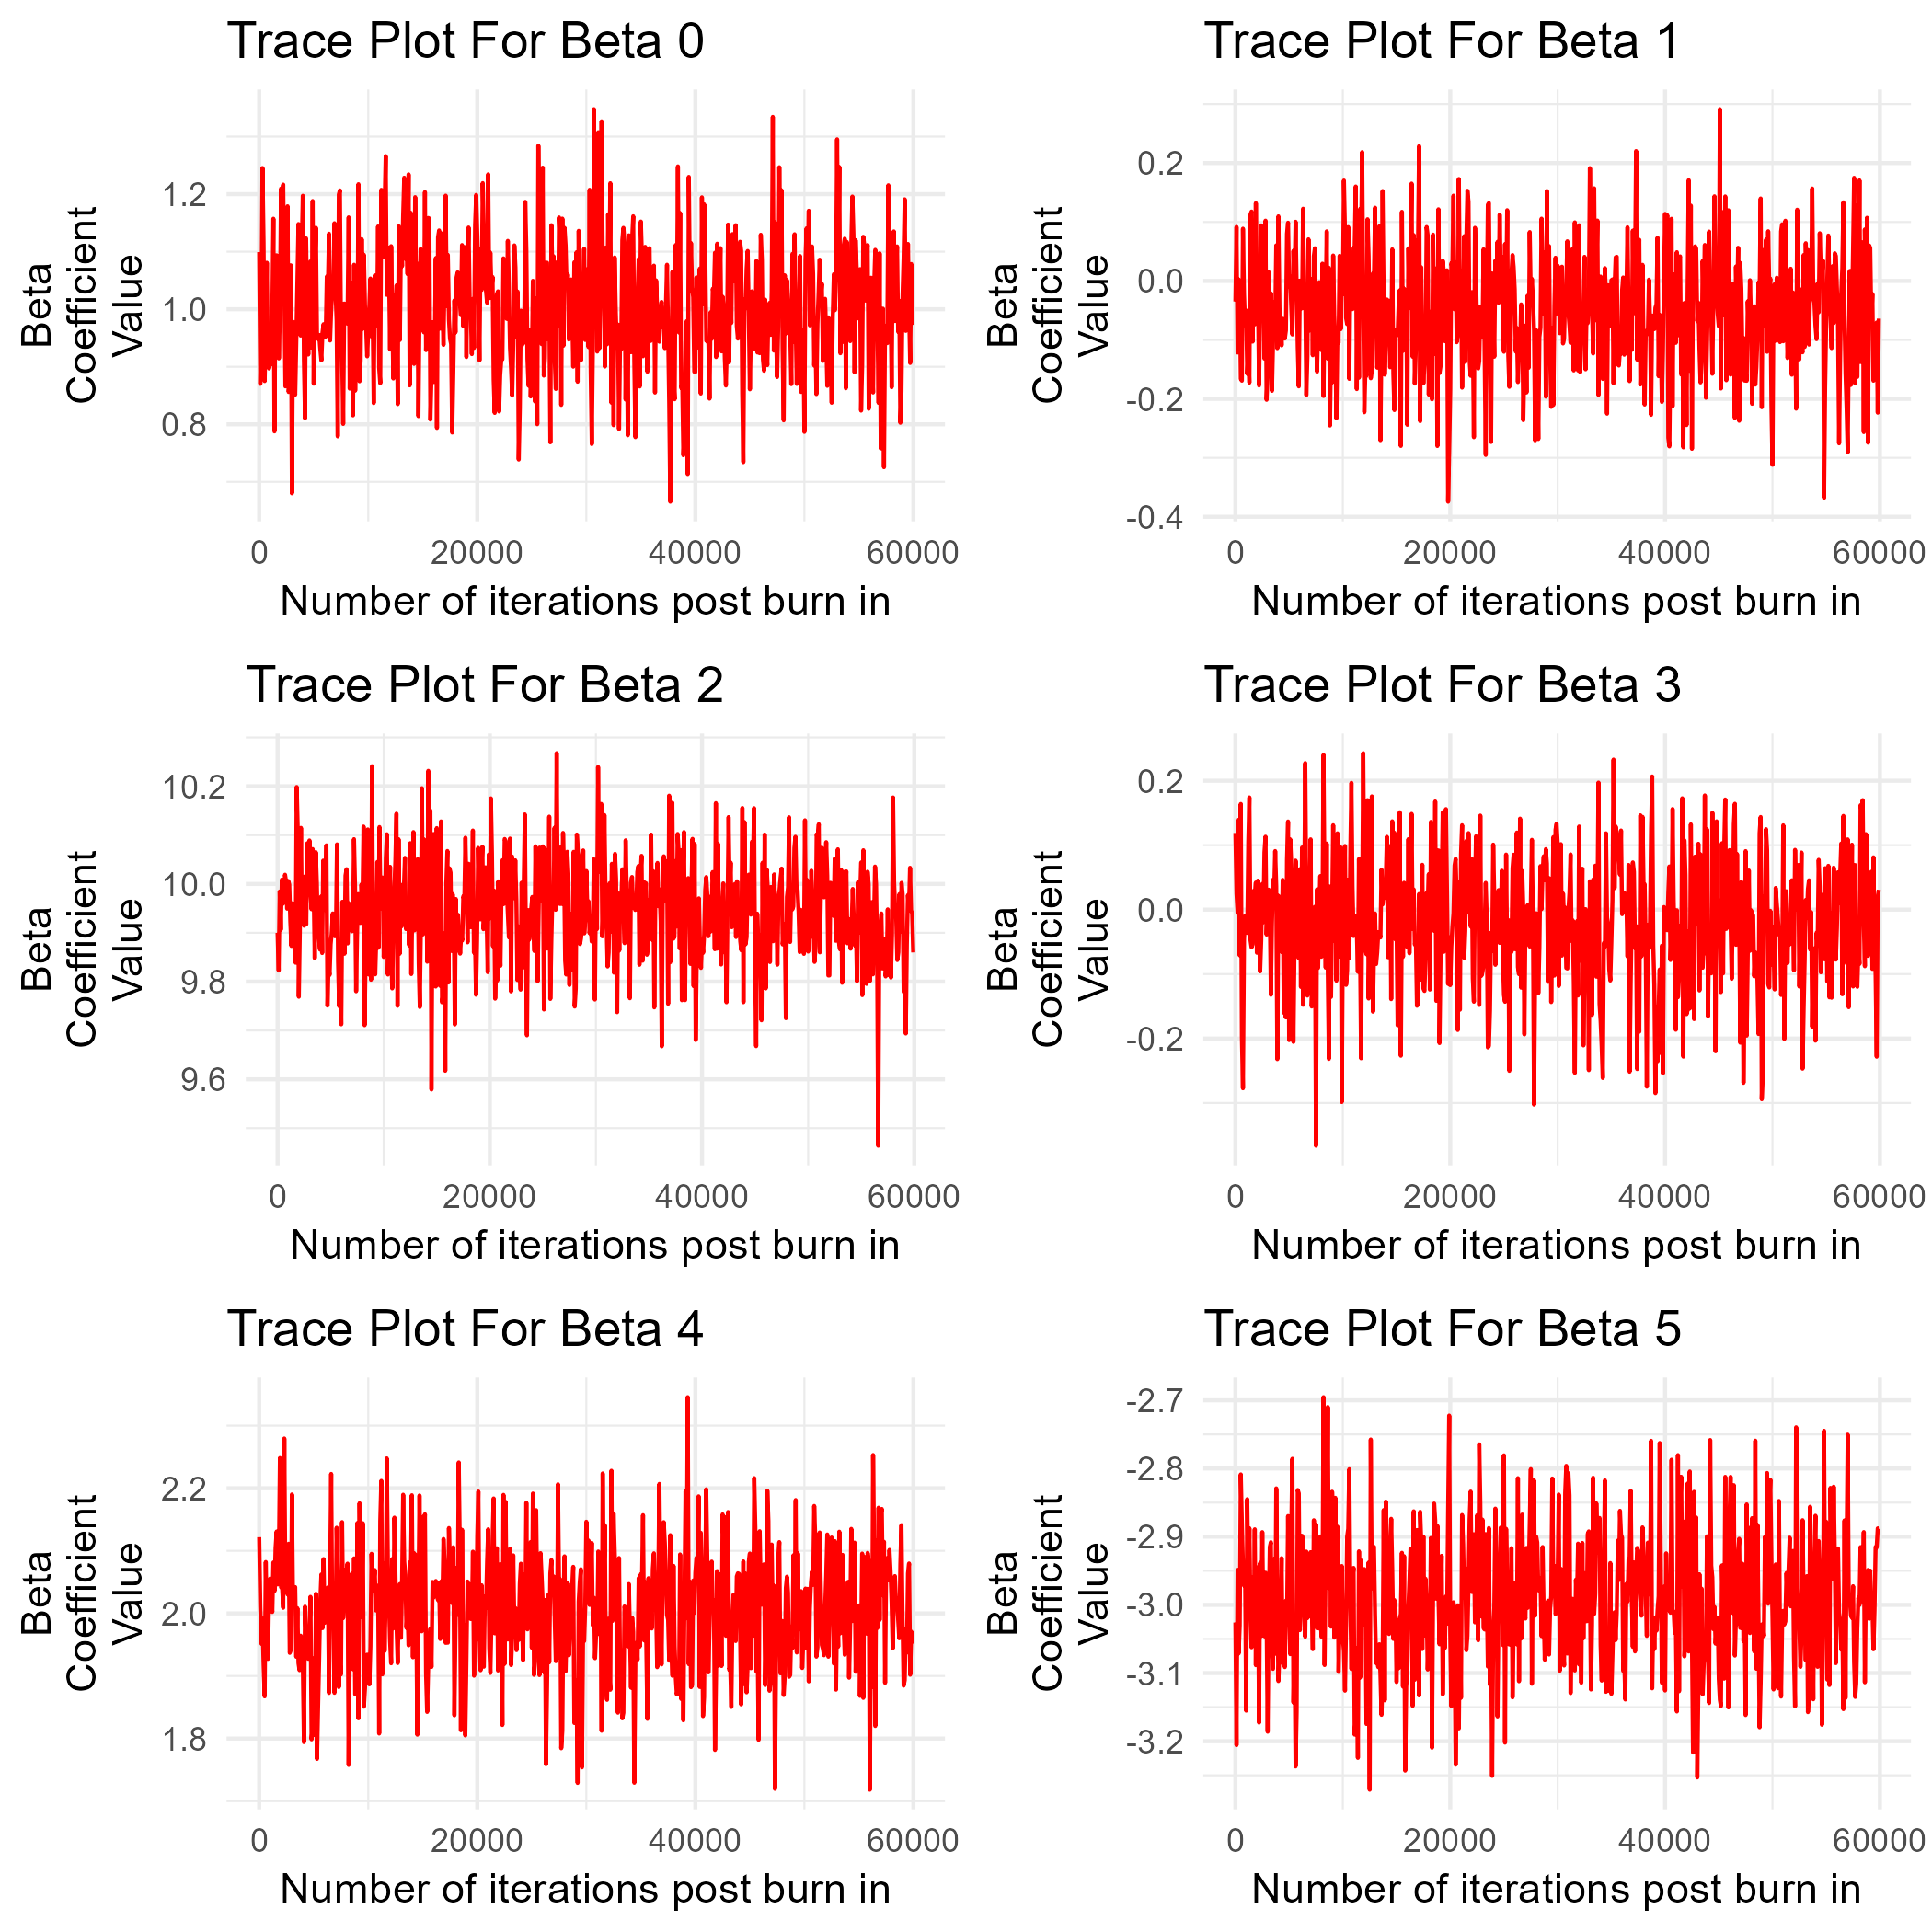 Trace Plot For Beta 0
Beta
Coefficient
Value
1.2
1.0
0.8
0 20000 40000 60000
Number of iterations post burn in
Trace Plot For Beta 1
Beta
Coefficient
Value
0.2
0.0
-0.2
-0.4
0 20000 40000 60000
Number of iterations post burn in
Trace Plot For Beta 2
Beta
Coefficient
Value
10.2
10.0
9.8
9.6
0 20000 40000 60000
Number of iterations post burn in
Trace Plot For Beta 3
Beta
Coefficient
Value
0.2
0.0
-0.2
0 20000 40000 60000
Number of iterations post burn in
Trace Plot For Beta 4
Beta
Coefficient
Value
2.2
2.0
1.8
0 20000 40000 60000
Number of iterations post burn in
Trace Plot For Beta 5
Beta
Coefficient
Value
-2.7
-2.8
-2.9
-3.0
-3.1
-3.2
0 20000 40000 60000
Number of iterations post burn in